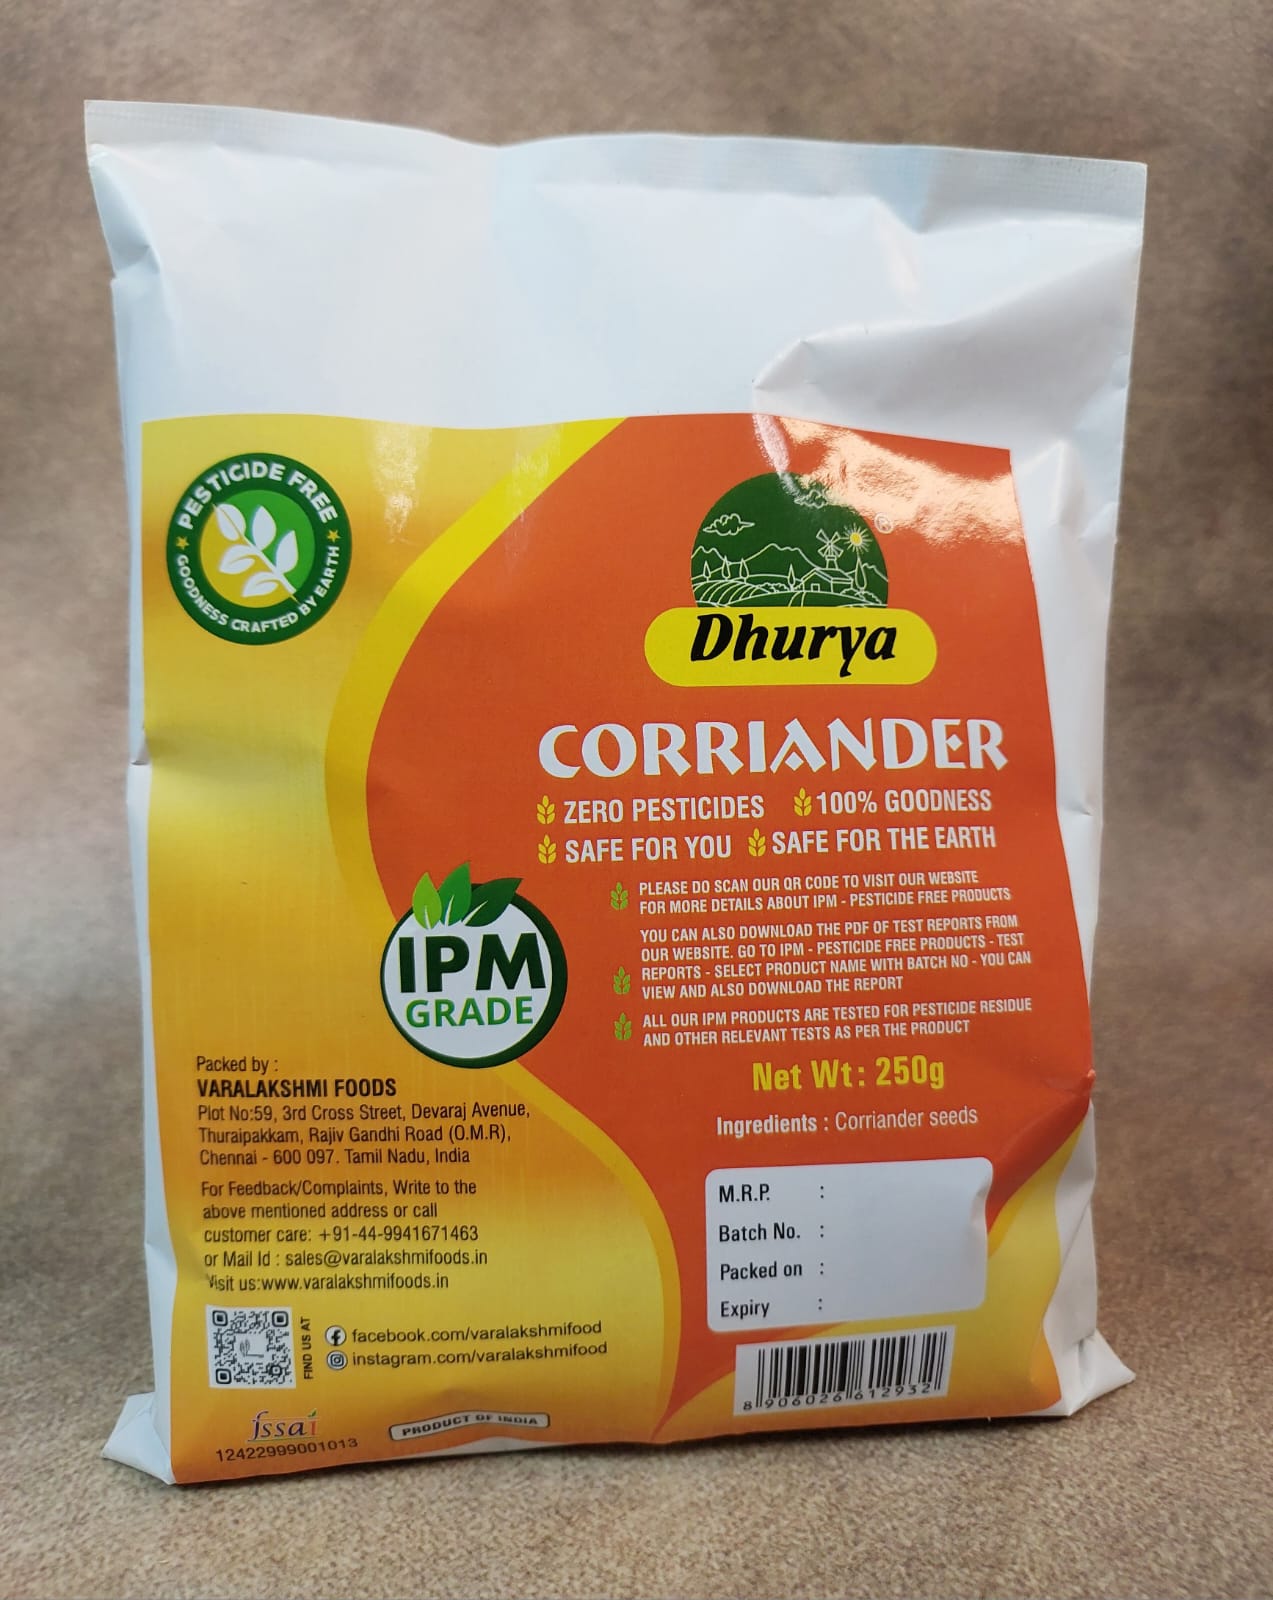 PESTICIDE FREE
GOODNESS CRAFTED BY EARTH
®
Dhurya
CORRIANDER
ZERO PESTICIDES 100% GOODNESS
SAFE FOR YOU SAFE FOR THE EARTH
PLEASE DO SCAN OUR QR CODE TO VISIT OUR WEBSITE
FOR MORE DETAILS ABOUT IPM - PESTICIDE FREE PRODUCTS
YOU CAN ALSO DOWNLOAD THE PDF OF TEST REPORTS FROM
OUR WEBSITE. GO TO IPM - PESTICIDE FREE PRODUCTS - TEST
REPORTS - SELECT PRODUCT NAME WITH BATCH NO - YOU CAN
VIEW AND ALSO DOWNLOAD THE REPORT
ALL OUR IPM PRODUCTS ARE TESTED FOR PESTICIDE RESIDUE
AND OTHER RELEVANT TESTS AS PER THE PRODUCT
IPM
GRADE
Net Wt: 250g
Ingredients : Corriander seeds
M.R.P. :
Batch No. :
Packed on :
Expiry :
8 906026 612932
Packed by :
VARALAKSHMI FOODS
Plot No:59, 3rd Cross Street, Devaraj Avenue,
Thuraipakkam, Rajiv Gandhi Road (O.M.R),
Chennai - 600 097. Tamil Nadu, India
For Feedback/Complaints, Write to the
above mentioned address or call
customer care: +91-44-9941671463
or Mail Id : sales@varalakshmifoods.in
Visit us:www.varalakshmifoods.in
FIND US AT
facebook.com/varalakshmifood
instagram.com/varalakshmifood
fssai
12422999001013
PRODUCT OF INDIA